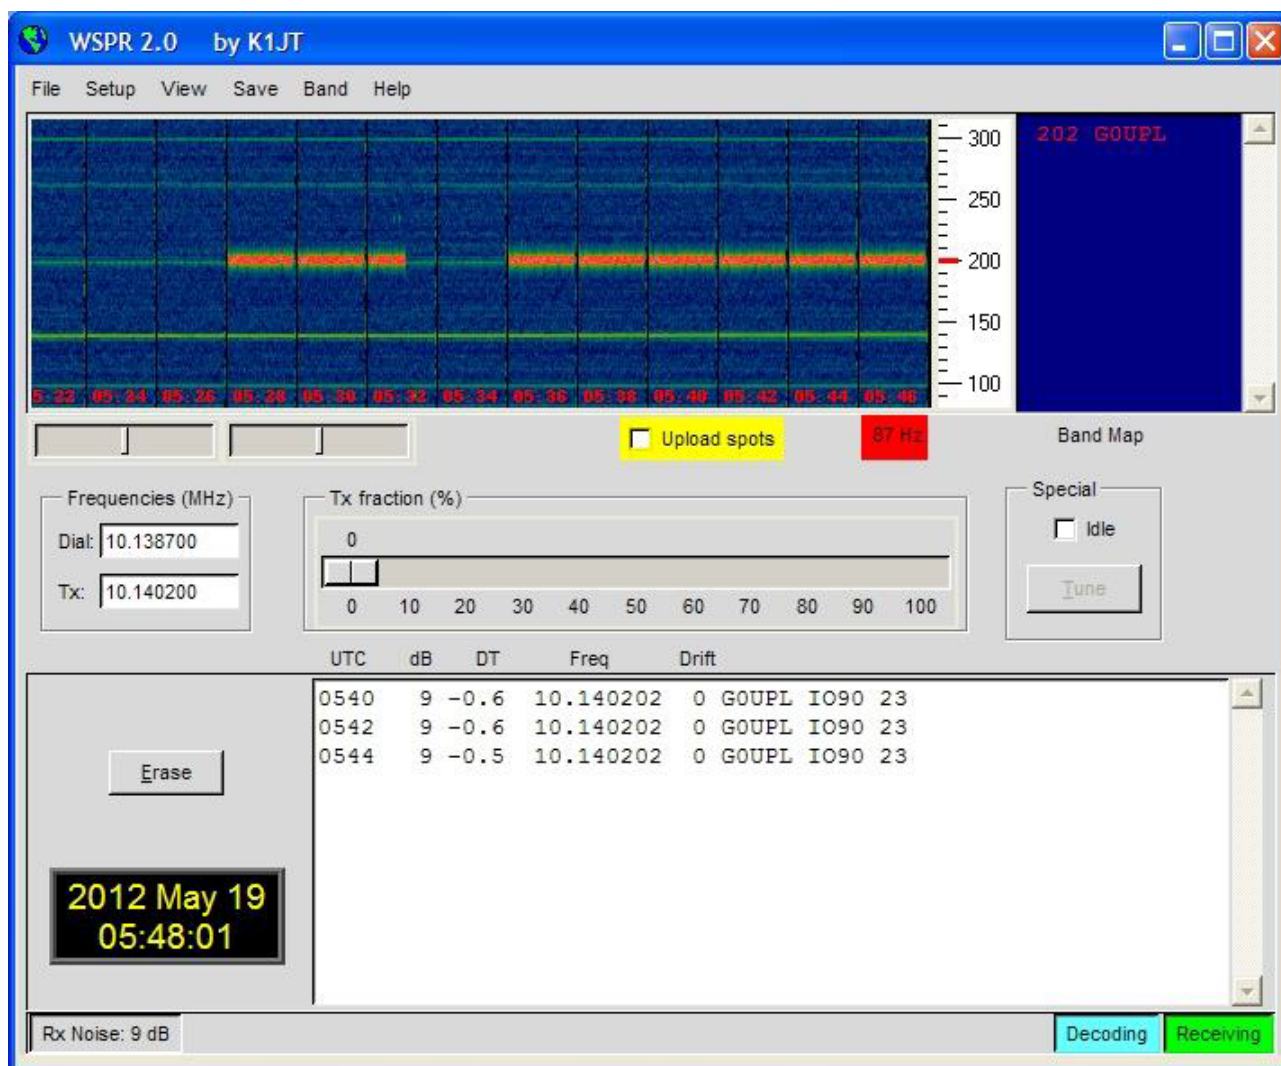 WSPR 2.0 by K1JT
File Setup View Save Band Help
300
250
200
150
100
202 G0UPL
5:22 05:24 05:26 05:28 05:30 05:32 05:34 05:36 05:38 05:40 05:42 05:44 05:46
Upload spots
87 Hz
Band Map
Frequencies (MHz)
Dial: 10.138700
Tx: 10.140200
Tx fraction (%)
0
0 10 20 30 40 50 60 70 80 90 100
Special
Idle
Tune
UTC dB DT Freq Drift
0540 9 -0.6 10.140202 0 G0UPL IO90 23
0542 9 -0.6 10.140202 0 G0UPL IO90 23
0544 9 -0.5 10.140202 0 G0UPL IO90 23
Erase
2012 May 19
05:48:01
Rx Noise: 9 dB
Decoding
Receiving